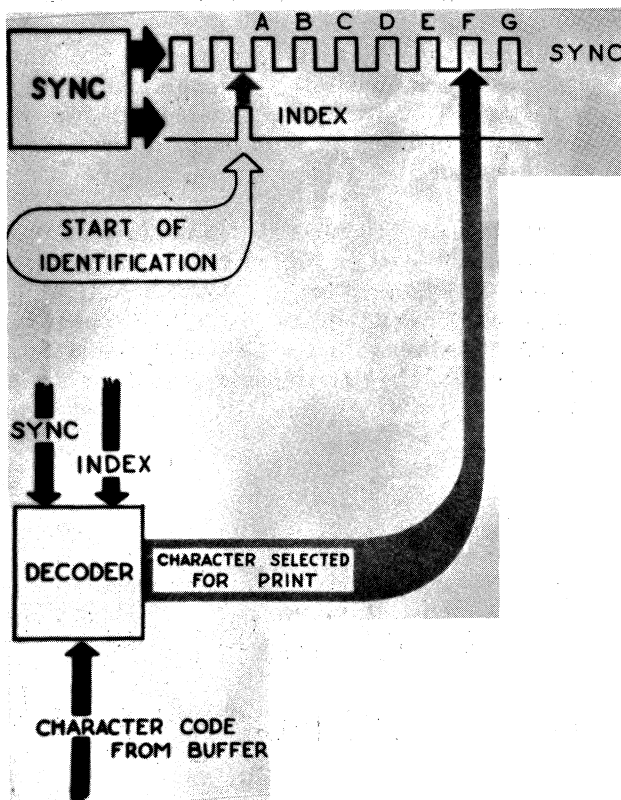 A B C D E F G
SYNC
SYNC
INDEX
START OF
IDENTIFICATION
SYNC
INDEX
DECODER
CHARACTER SELECTED
FOR PRINT
CHARACTER CODE
FROM BUFFER